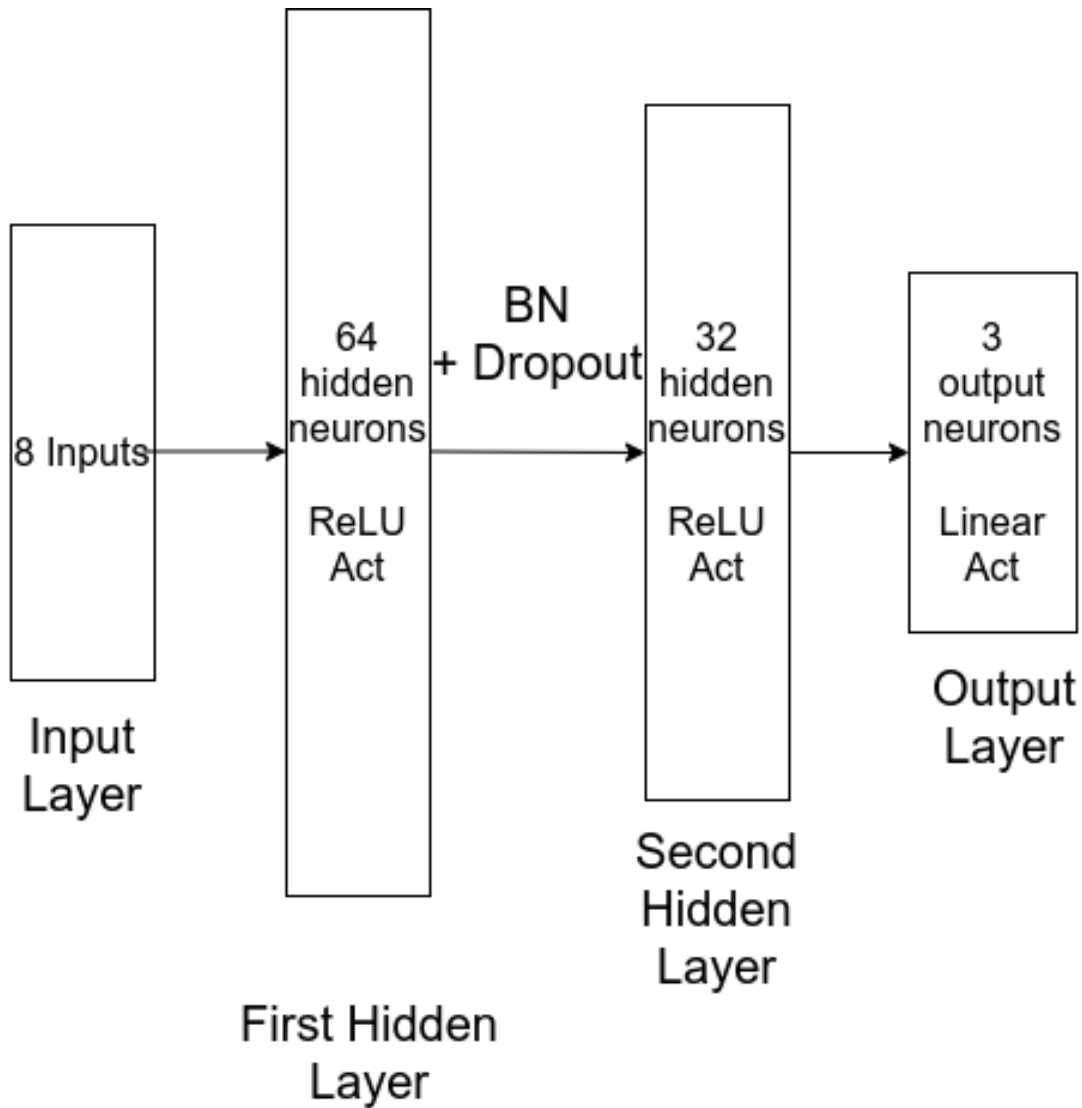 8 Inputs
Input
Layer
64
hidden
neurons
ReLU
Act
First Hidden
Layer
BN
+ Dropout
32
hidden
neurons
ReLU
Act
Second
Hidden
Layer
3
output
neurons
Linear
Act
Output
Layer